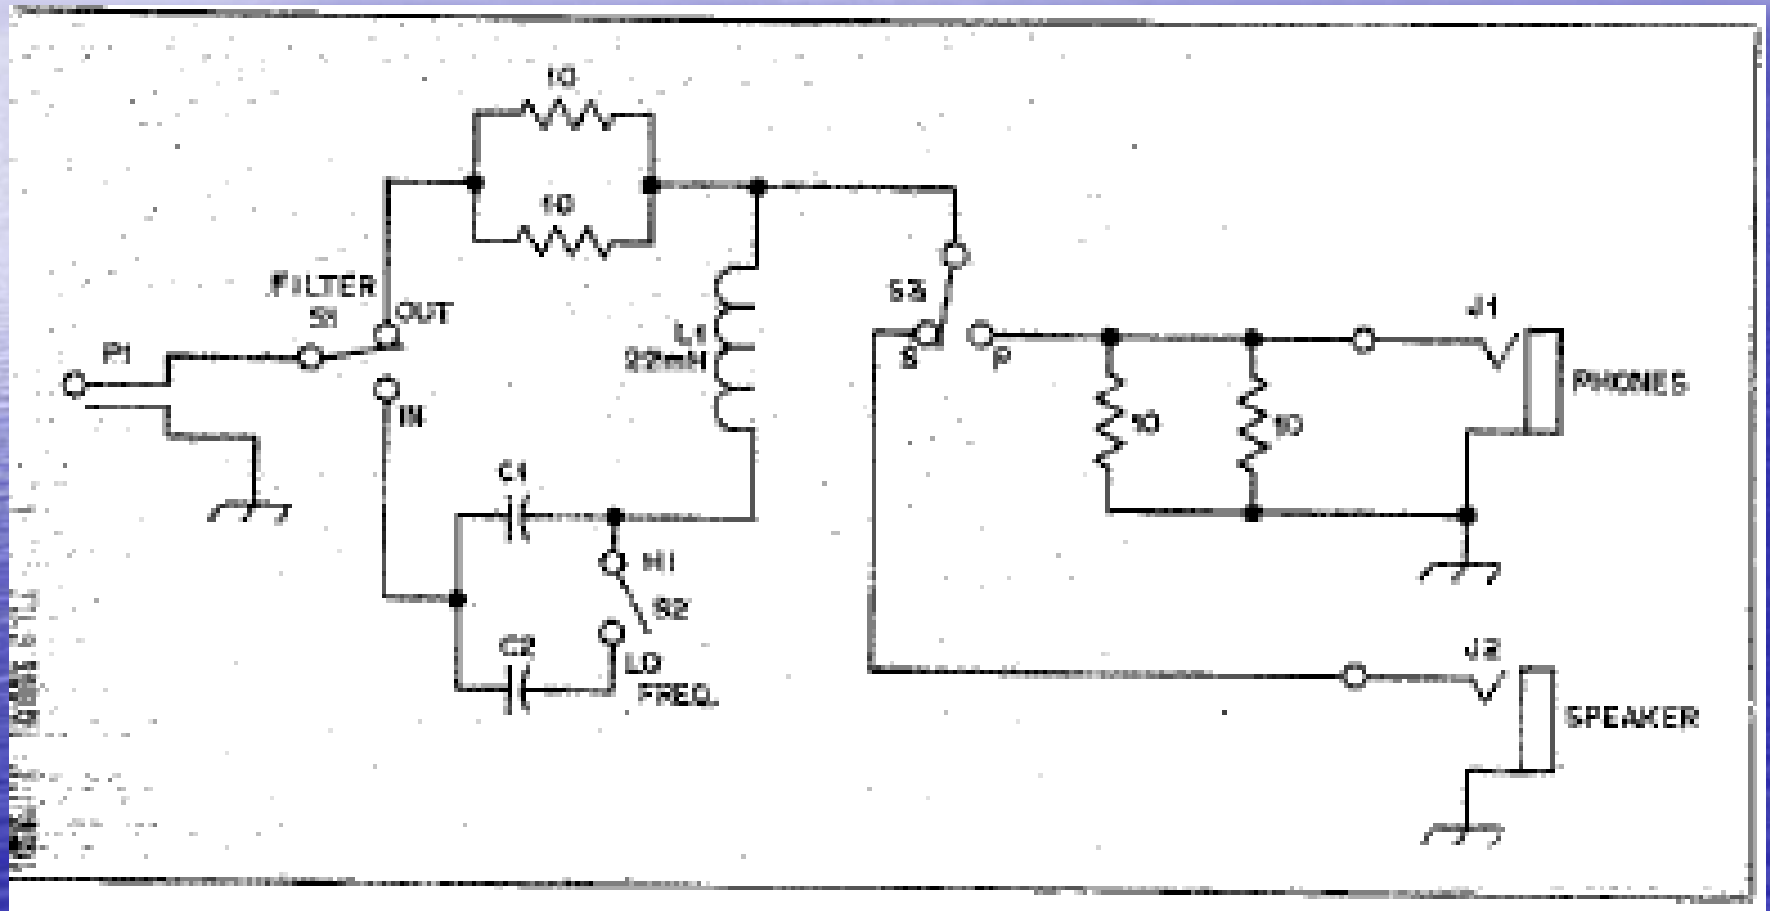 10
10
FILTER
S1
OUT
P1
IN
L1
22mH
S3
S
P
J1
PHONES
10
10
C1
HI
S2
C2
LO
FREQ.
J2
SPEAKER